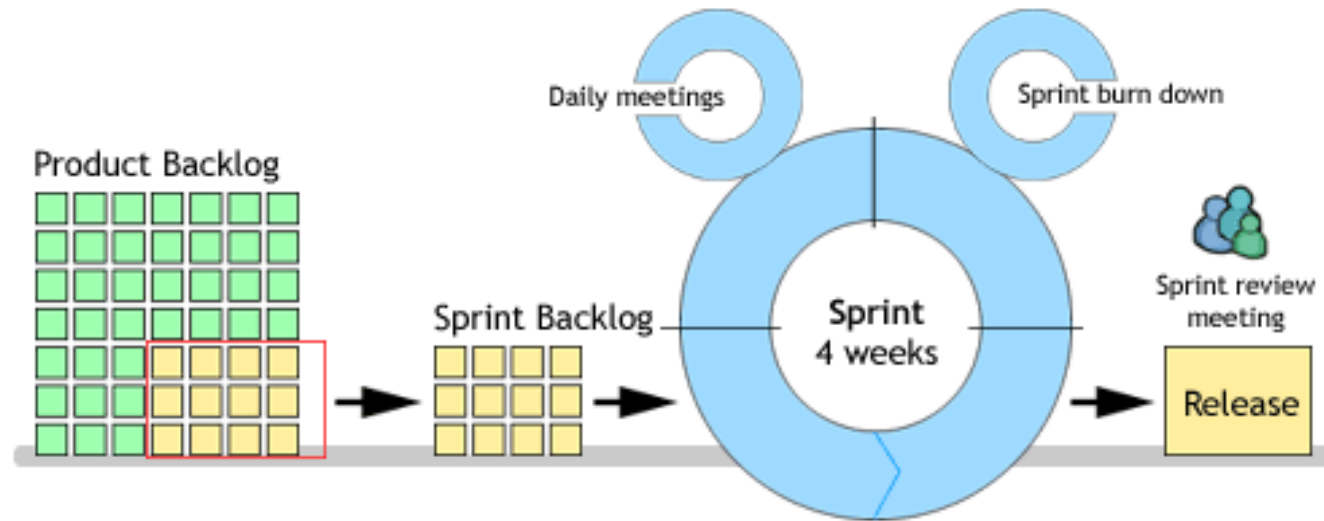 Product Backlog
Sprint Backlog
Daily meetings
Sprint burn down
Sprint
4 weeks
Sprint review
meeting
Release